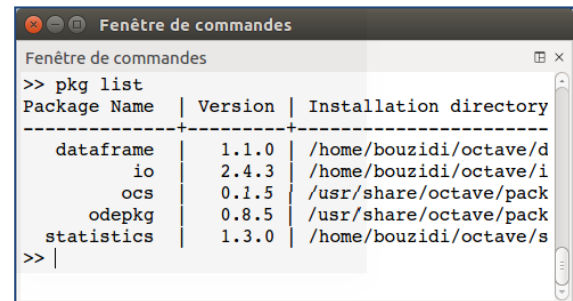 Fenêtre de commandes
Fenêtre de commandes
>> pkg list
Package Name | Version | Installation directory
---------------+---------+-----------------------
dataframe | 1.1.0 | /home/bouzidi/octave/d
io | 2.4.3 | /home/bouzidi/octave/i
ocs | 0.1.5 | /usr/share/octave/pack
odepkg | 0.8.5 | /usr/share/octave/pack
statistics | 1.3.0 | /home/bouzidi/octave/s
>>